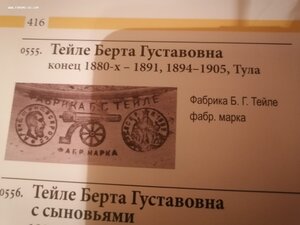 416
0555. Тейле Берта Густавовна
конец 1880-х – 1891, 1894–1905, Тула
ФАБРИКА Б.Г.ТЕЙЛЕ
ФАБР. МАРКА
Фабрика Б. Г. Тейле
фабр. марка
0556. Тейле Берта Густавовна
с сыновьями